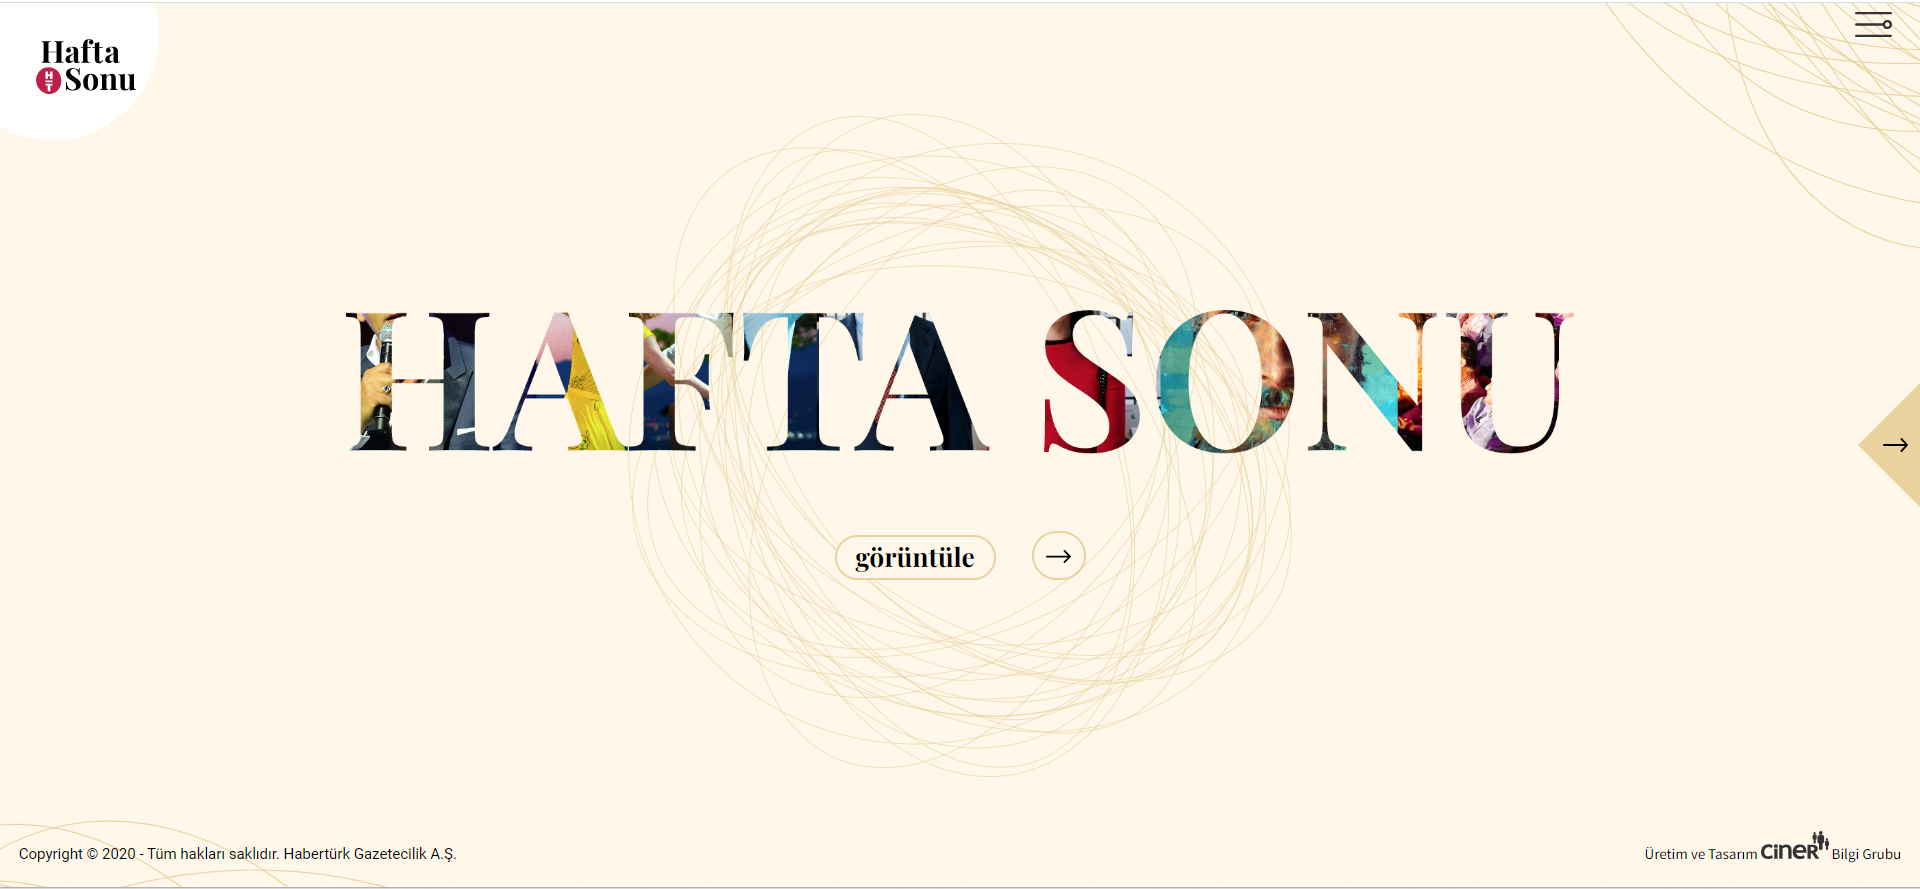 Hafta
HT Sonu
HAFTA SONU
görüntüle
Copyright © 2020 - Tüm hakları saklıdır. Habertürk Gazetecilik A.Ş.
Üretim ve Tasarım CINER Bilgi Grubu